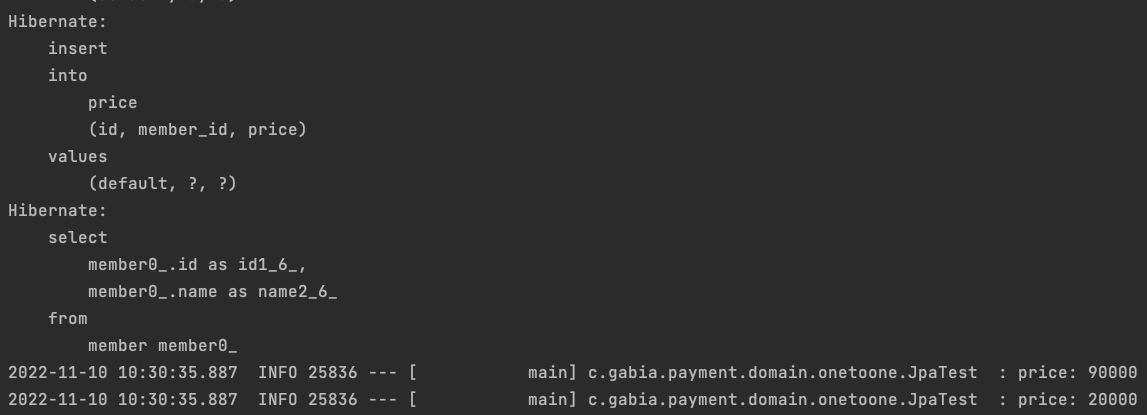 Hibernate:
    insert
    into
        price
        (id, member_id, price)
    values
        (default, ?, ?)
Hibernate:
    select
        member0_.id as id1_6_,
        member0_.name as name2_6_
    from
        member member0_
2022-11-10 10:30:35.887  INFO 25836 --- [           main] c.gabia.payment.domain.onetoone.JpaTest  : price: 90000
2022-11-10 10:30:35.887  INFO 25836 --- [           main] c.gabia.payment.domain.onetoone.JpaTest  : price: 20000